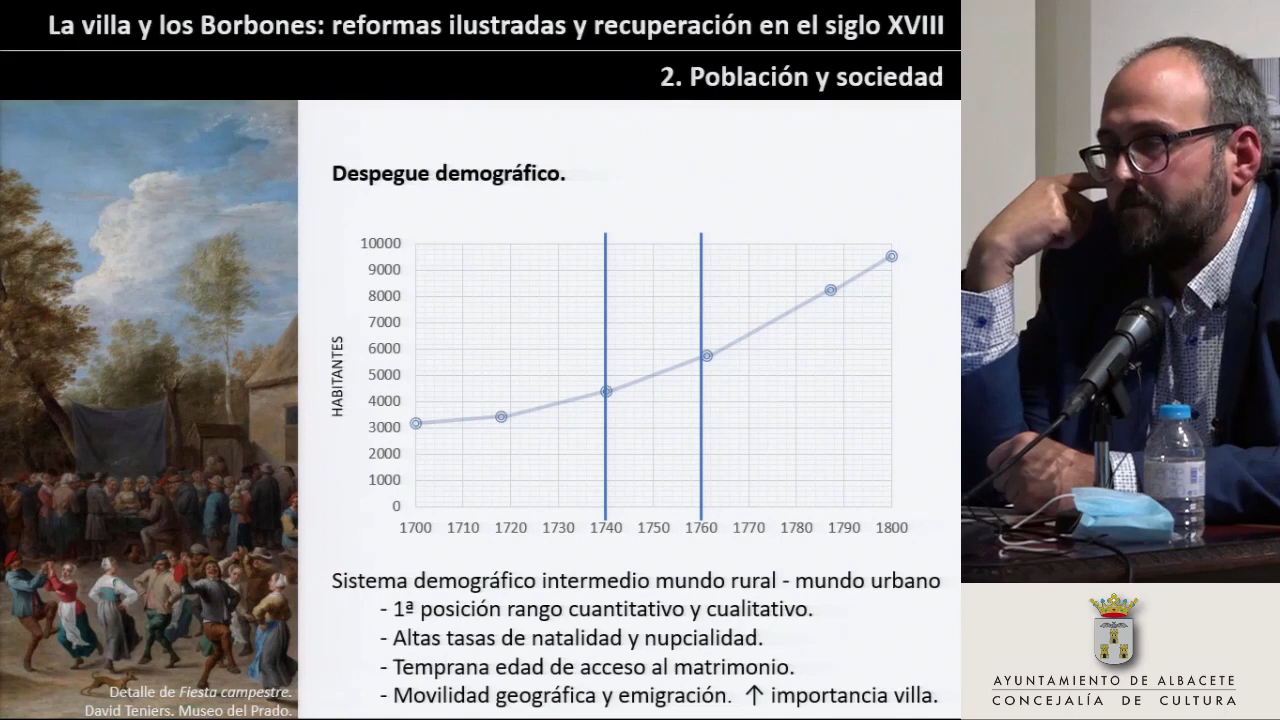 La villa y los Borbones: reformas ilustradas y recuperación en el siglo XVIII
2. Población y sociedad
Despegue demográfico.
HABITANTES
10000
9000
8000
7000
6000
5000
4000
3000
2000
1000
0
1700 1710 1720 1730 1740 1750 1760 1770 1780 1790 1800
Sistema demográfico intermedio mundo rural - mundo urbano
- 1ª posición rango cuantitativo y cualitativo.
- Altas tasas de natalidad y nupcialidad.
- Temprana edad de acceso al matrimonio.
- Movilidad geográfica y emigración. ↑ importancia villa.
Detalle de Fiesta campestre.
David Teniers. Museo del Prado.
AYUNTAMIENTO DE ALBACETE
CONCEJALÍA DE CULTURA